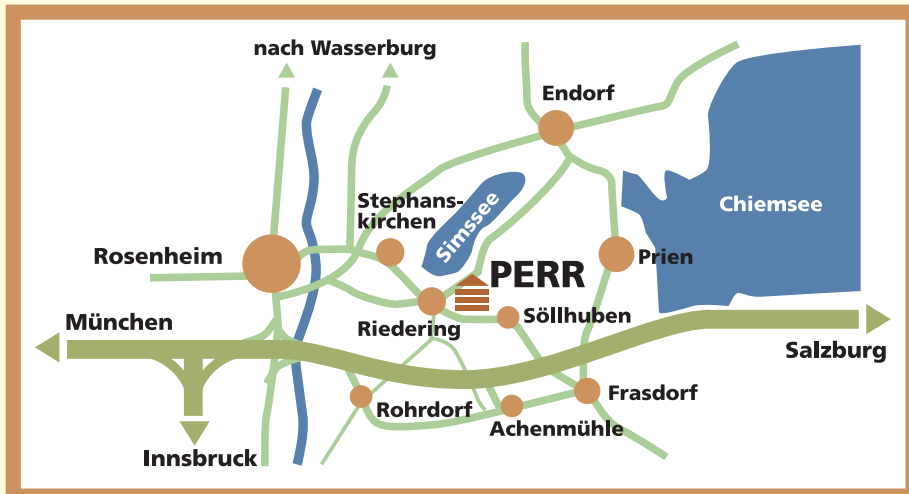 nach Wasserburg
Endorf
Stephans-
kirchen
Simssee
Chiemsee
Rosenheim
PERR
Prien
München
Riedering
Söllhuben
Salzburg
Rohrdorf
Frasdorf
Achenmühle
Innsbruck